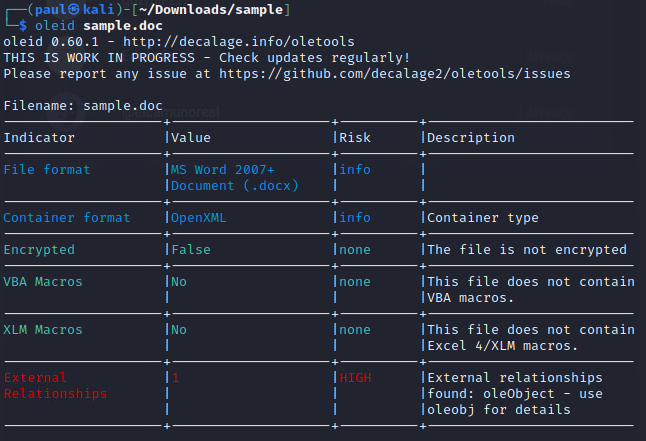 ┌──(paul㉿kali)-[~/Downloads/sample]
└─$ oleid sample.doc
oleid 0.60.1 - http://decalage.info/oletools
THIS IS WORK IN PROGRESS - Check updates regularly!
Please report any issue at https://github.com/decalage2/oletools/issues

Filename: sample.doc
--------------------+--------------------+----------+--------------------------
Indicator           |Value               |Risk      |Description
--------------------+--------------------+----------+--------------------------
File format         |MS Word 2007+       |info      |
                    |Document (.docx)    |          |
--------------------+--------------------+----------+--------------------------
Container format    |OpenXML             |info      |Container type
--------------------+--------------------+----------+--------------------------
Encrypted           |False               |none      |The file is not encrypted
--------------------+--------------------+----------+--------------------------
VBA Macros          |No                  |none      |This file does not contain
                    |                    |          |VBA macros.
--------------------+--------------------+----------+--------------------------
XLM Macros          |No                  |none      |This file does not contain
                    |                    |          |Excel 4/XLM macros.
--------------------+--------------------+----------+--------------------------
External            |1                   |HIGH      |External relationships
Relationships       |                    |          |found: oleObject - use
                    |                    |          |oleobj for details
--------------------+--------------------+----------+--------------------------